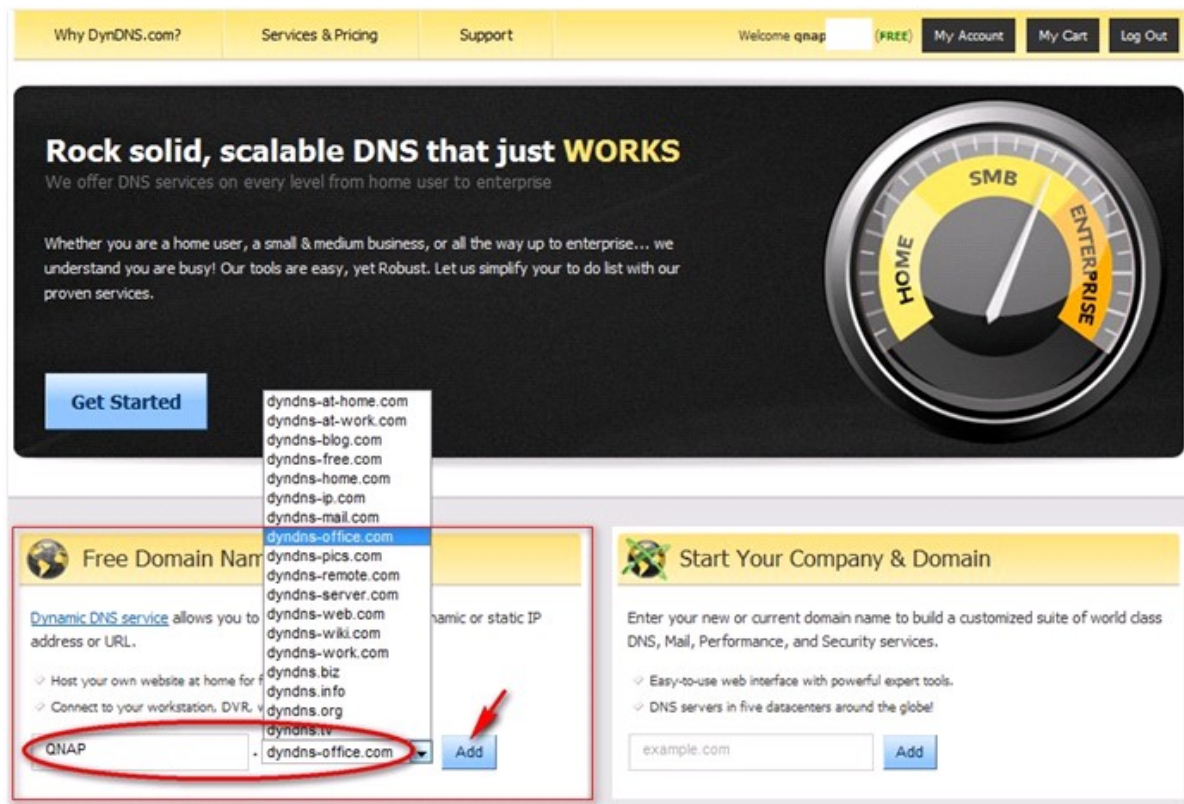 Why DynDNS.com?
Services & Pricing
Support
Welcome qnap (FREE)
My Account
My Cart
Log Out
Rock solid, scalable DNS that just WORKS
We offer DNS services on every level from home user to enterprise
Whether you are a home user, a small & medium business, or all the way up to enterprise... we
understand you are busy! Our tools are easy, yet Robust. Let us simplify your to do list with our
proven services.
Get Started
HOME
SMB
ENTERPRISE
dyndns-at-home.com
dyndns-at-work.com
dyndns-blog.com
dyndns-free.com
dyndns-home.com
dyndns-ip.com
dyndns-mail.com
dyndns-office.com
dyndns-pics.com
dyndns-remote.com
dyndns-server.com
dyndns-web.com
dyndns-wiki.com
dyndns-work.com
dyndns.biz
dyndns.info
dyndns.org
dyndns.tv
Free Domain
Dynamic DNS service allows you to
or static IP
address or URL.
Host your own website at home for
Connect to your workstation, DVR,
QNAP . dyndns-office.com
Add
Start Your Company & Domain
Enter your new or current domain name to build a customized suite of world class
DNS, Mail, Performance, and Security services.
Easy-to-use web interface with powerful expert tools.
DNS servers in five datacenters around the globe!
example.com
Add